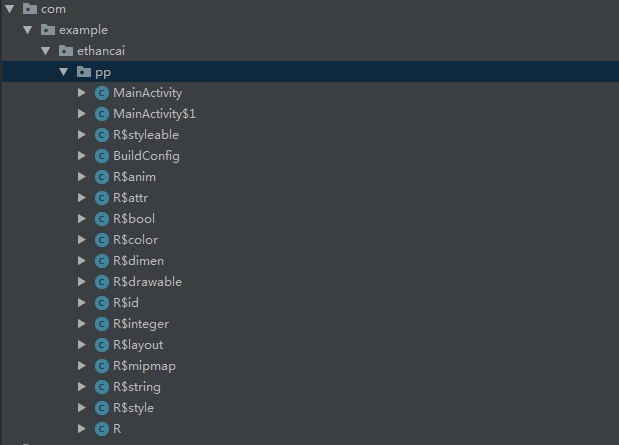 com
example
ethancai
pp
MainActivity
MainActivity$1
R$styleable
BuildConfig
R$anim
R$attr
R$bool
R$color
R$dimen
R$drawable
R$id
R$integer
R$layout
R$mipmap
R$string
R$style
R